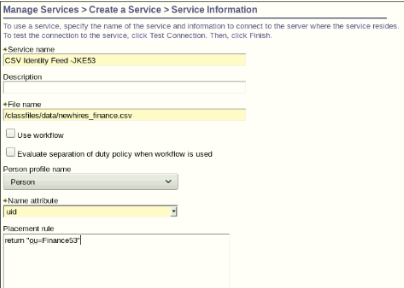 Manage Services > Create a Service > Service Information
To use a service, specify the name of the service and information to connect to the server where the service resides.
To test the connection to the service, click Test Connection. Then, click Finish.
*Service name
CSV Identity Feed -JKE53
Description
*File name
/classfiles/data/newhires_finance.csv
Use workflow
Evaluate separation of duty policy when workflow is used
Person profile name
Person
*Name attribute
uid
Placement rule
return "ou=Finance53"